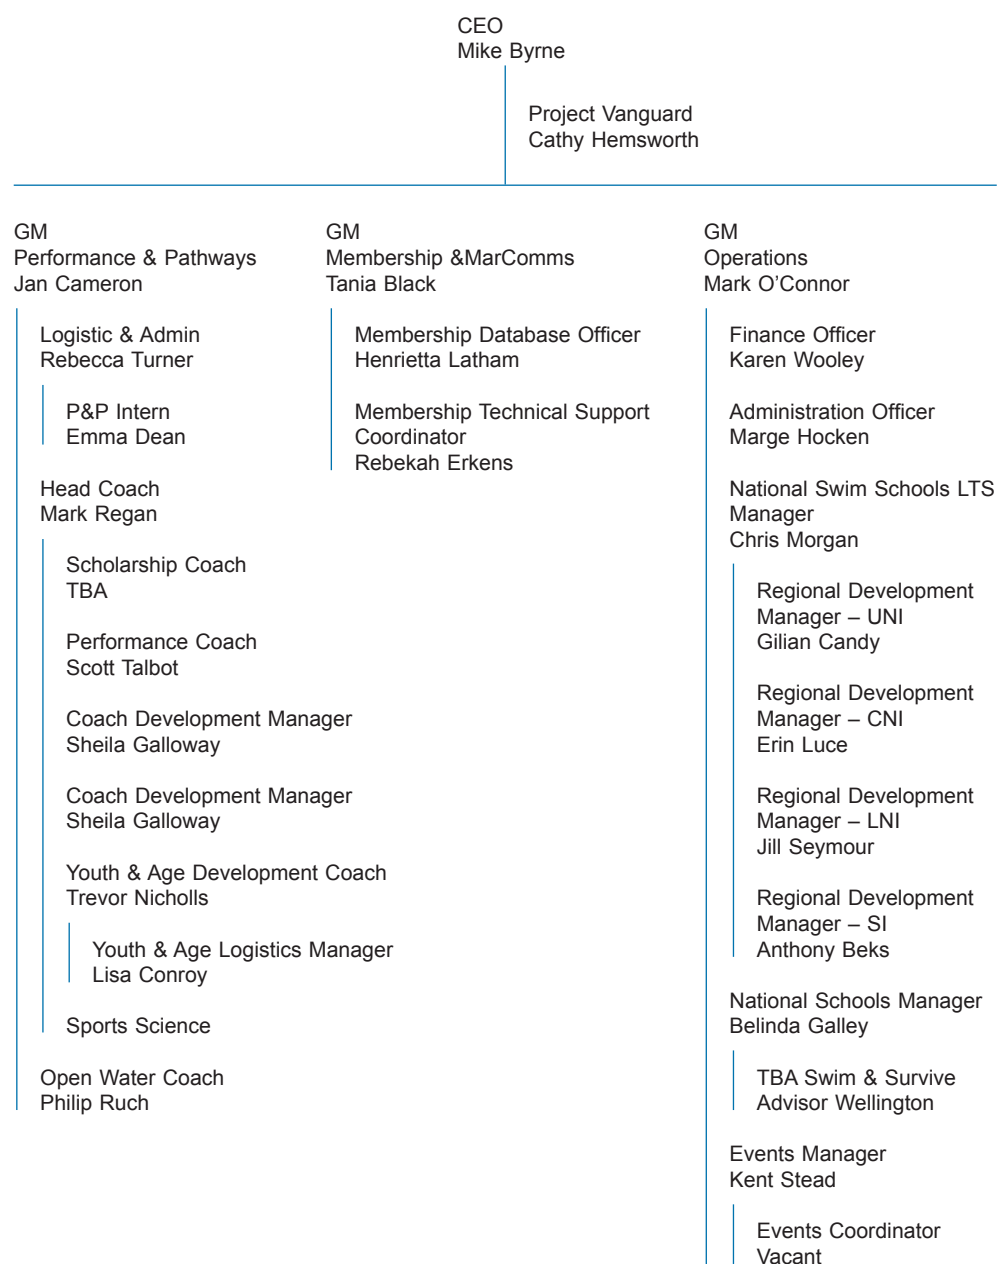 CEO
Mike Byrne
Project Vanguard
Cathy Hemsworth
GM
Performance & Pathways
Jan Cameron
Logistic & Admin
Rebecca Turner
P&P Intern
Emma Dean
Head Coach
Mark Regan
Scholarship Coach
TBA
Performance Coach
Scott Talbot
Coach Development Manager
Sheila Galloway
Coach Development Manager
Sheila Galloway
Youth & Age Development Coach
Trevor Nicholls
Youth & Age Logistics Manager
Lisa Conroy
Sports Science
Open Water Coach
Philip Ruch
GM
Membership &MarComms
Tania Black
Membership Database Officer
Henrietta Latham
Membership Technical Support
Coordinator
Rebekah Erkens
GM
Operations
Mark O’Connor
Finance Officer
Karen Wooley
Administration Officer
Marge Hocken
National Swim Schools LTS
Manager
Chris Morgan
Regional Development
Manager – UNI
Gilian Candy
Regional Development
Manager – CNI
Erin Luce
Regional Development
Manager – LNI
Jill Seymour
Regional Development
Manager – SI
Anthony Beks
National Schools Manager
Belinda Galley
TBA Swim & Survive
Advisor Wellington
Events Manager
Kent Stead
Events Coordinator
Vacant